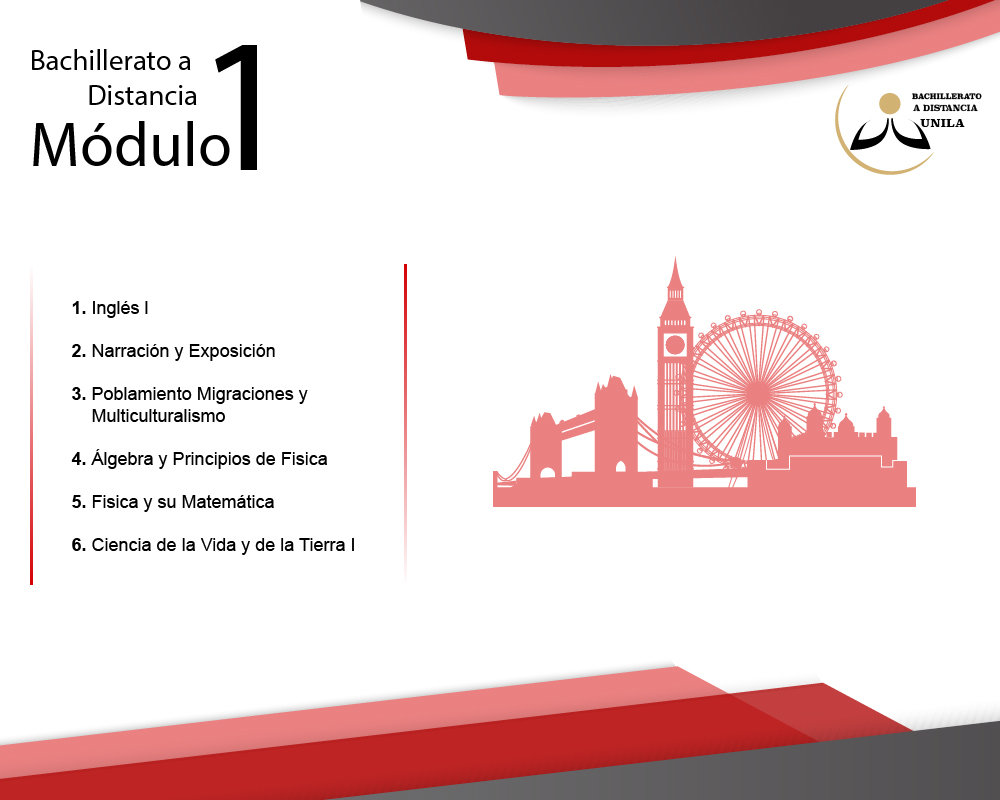 Bachillerato a
Distancia
Módulo 1
BACHILLERATO
A DISTANCIA
UNILA
1. Inglés I
2. Narración y Exposición
3. Poblamiento Migraciones y
Multiculturalismo
4. Álgebra y Principios de Fisica
5. Fisica y su Matemática
6. Ciencia de la Vida y de la Tierra I